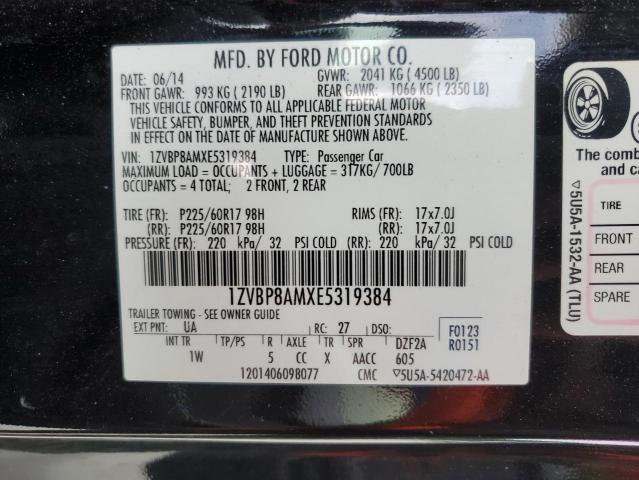 MFD. BY FORD MOTOR CO.
DATE: 06/14 GVWR: 2041 KG ( 4500 LB)
FRONT GAWR: 993 KG ( 2190 LB) REAR GAWR: 1066 KG ( 2350 LB)
THIS VEHICLE CONFORMS TO ALL APPLICABLE FEDERAL MOTOR
VEHICLE SAFETY, BUMPER, AND THEFT PREVENTION STANDARDS
IN EFFECT ON THE DATE OF MANUFACTURE SHOWN ABOVE.
VIN: 1ZVBP8AMXE5319384 TYPE: Passenger Car
MAXIMUM LOAD = OCCUPANTS + LUGGAGE = 317KG/ 700LB
OCCUPANTS = 4 TOTAL; 2 FRONT, 2 REAR
TIRE (FR): P225/60R17 98H RIMS (FR): 17x7.0J
(RR): P225/60R17 98H (RR): 17x7.0J
PRESSURE (FR): 220 kPa/ 32 PSI COLD (RR): 220 kPa/ 32 PSI COLD
1ZVBP8AMXE5319384
TRAILER TOWING - SEE OWNER GUIDE
EXT PNT: UA RC: 27 DSO: F0123
INT TR TP/PS R AXLE TR SPR DZF2A R0151
1W 5 CC X AACC 605
1201406098077 CMC ▽5U5A-5420472-AA
The comb
and ca
TIRE
FRONT
REAR
SPARE
▽5U5A-1532-AA (TLU)